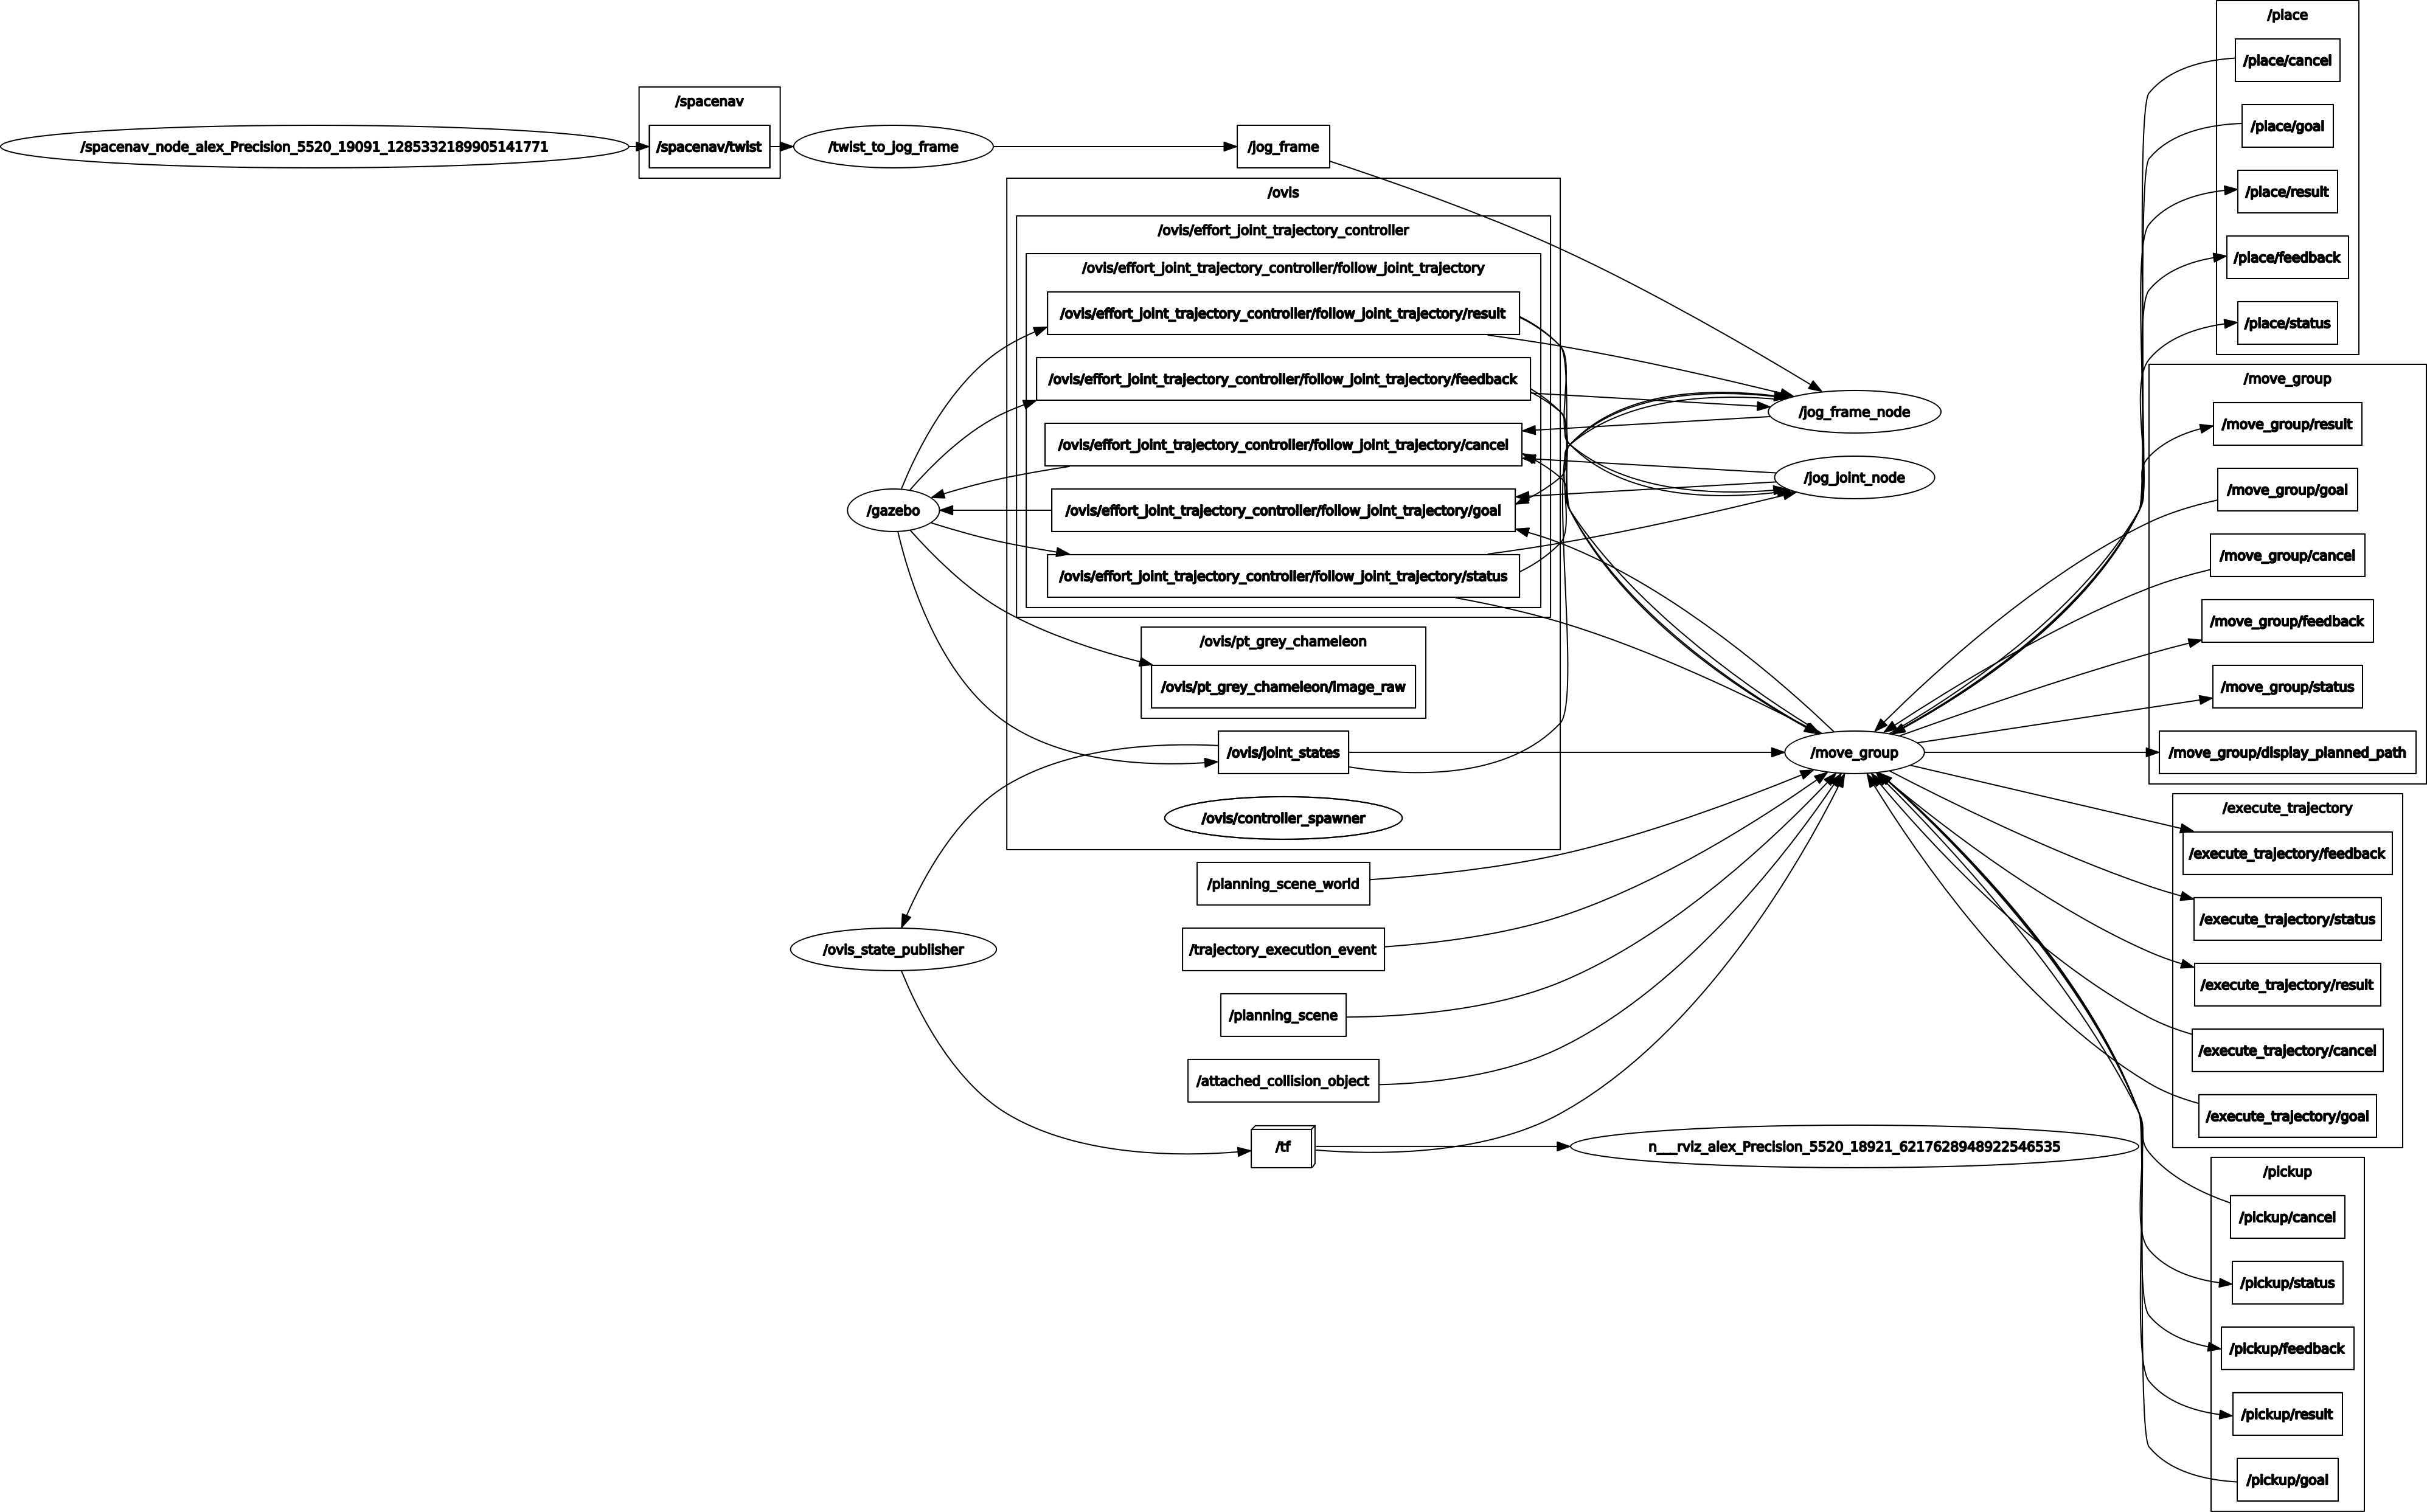 /spacenav_node_alex_Precision_5520_19091_1285332189905141771
/spacenav
/spacenav/twist
/twist_to_jog_frame
/jog_frame
/ovis
/ovis/effort_joint_trajectory_controller
/ovis/effort_joint_trajectory_controller/follow_joint_trajectory
/ovis/effort_joint_trajectory_controller/follow_joint_trajectory/result
/ovis/effort_joint_trajectory_controller/follow_joint_trajectory/feedback
/ovis/effort_joint_trajectory_controller/follow_joint_trajectory/cancel
/ovis/effort_joint_trajectory_controller/follow_joint_trajectory/goal
/ovis/effort_joint_trajectory_controller/follow_joint_trajectory/status
/gazebo
/ovis/pt_grey_chameleon
/ovis/pt_grey_chameleon/image_raw
/ovis/joint_states
/ovis/controller_spawner
/ovis_state_publisher
/planning_scene_world
/trajectory_execution_event
/planning_scene
/attached_collision_object
/tf
/jog_frame_node
/jog_joint_node
/move_group
n___rviz_alex_Precision_5520_18921_6217628948922546535
/place
/place/cancel
/place/goal
/place/result
/place/feedback
/place/status
/move_group
/move_group/result
/move_group/goal
/move_group/cancel
/move_group/feedback
/move_group/status
/move_group/display_planned_path
/execute_trajectory
/execute_trajectory/feedback
/execute_trajectory/status
/execute_trajectory/result
/execute_trajectory/cancel
/execute_trajectory/goal
/pickup
/pickup/cancel
/pickup/status
/pickup/feedback
/pickup/result
/pickup/goal